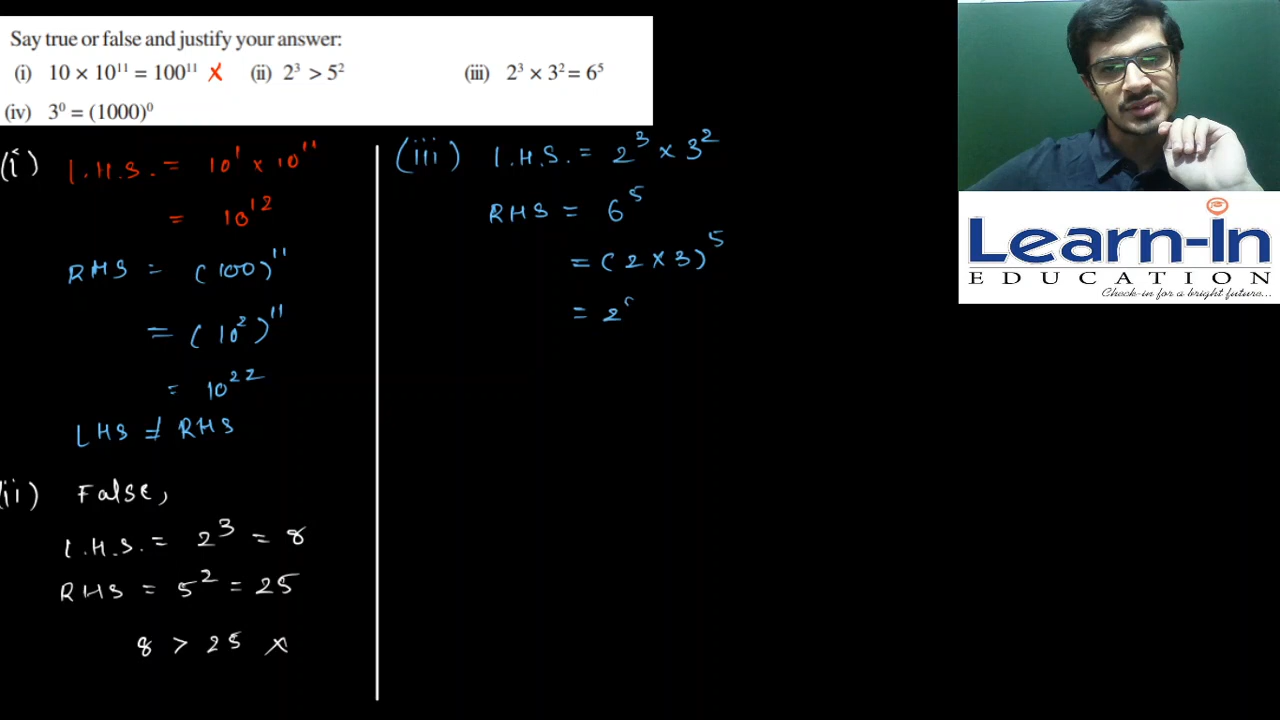 Say true or false and justify your answer:
(i) 10 × 10¹¹ = 100¹¹ ✗ (ii) 2³ > 5² (iii) 2³ × 3² = 6⁵
(iv) 3⁰ = (1000)⁰
(i) L.H.S. = 10¹ × 10¹¹
= 10¹²
RHS = (100)¹¹
= (10²)¹¹
= 10²²
LHS ≠ RHS
(ii) False,
L.H.S. = 2³ = 8
RHS = 5² = 25
8 > 25 ×
(iii) L.H.S. = 2³ × 3²
RHS = 6⁵
= (2 × 3)⁵
= 2
Learn-In
EDUCATION
Check-in for a bright future...